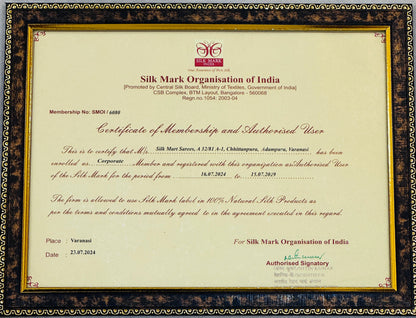 SILK MARK
INDIA
Silk Mark Organisation of India
[Promoted by Central Silk Board, Ministry of Textiles, Government of India]
CSB Complex, BTM Layout, Bangalore - 560068
Regn.no.1054: 2003-04
Membership No: SMOI / 6080
Certificate of Membership and Authorised User
This is to certify that M/s. Silk Mart Sarees, A 32/81 A-1, Chhittanpura, Adampura, Varanasi has been
enrolled as Corporate Member and registered with this organisation as Authorised User
of the Silk Mark for the period from 16.07.2024 to 15.07.2029
The form is allowed to use Silk Mark label in 100% Natural Silk Products as
per the terms and conditions mutually agreed to in the agreement executed in this regard.
Place : Varanasi
Date : 23.07.2024
For Silk Mark Organisation of India
Authorised Signatory